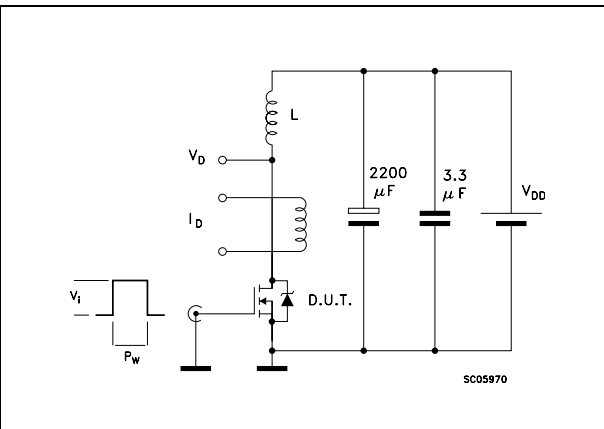 L
V_D
2200
μF
3.3
μF
V_DD
I_D
V_i
D.U.T.
P_W
SC05970